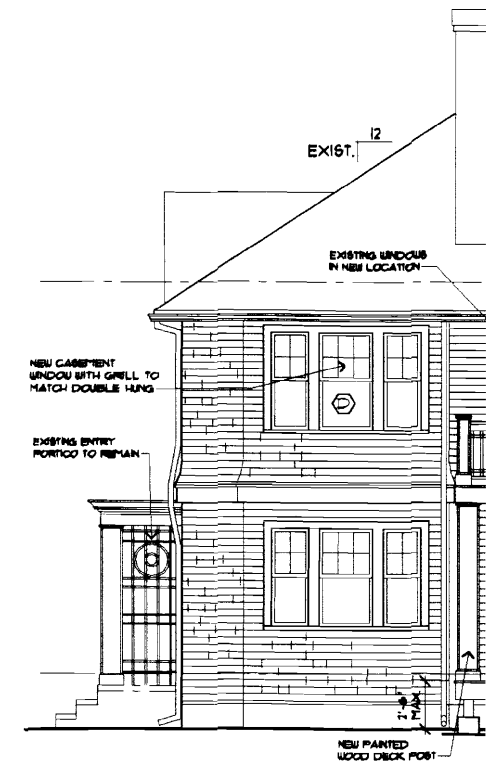 12
EXIST.
EXISTING WINDOWS
IN NEW LOCATION
NEW CASEMENT
WINDOW WITH GRILL TO
MATCH DOUBLE HUNG
D
EXISTING ENTRY
PORTICO TO REMAIN
MAX.
NEW PAINTED
WOOD DECK POST